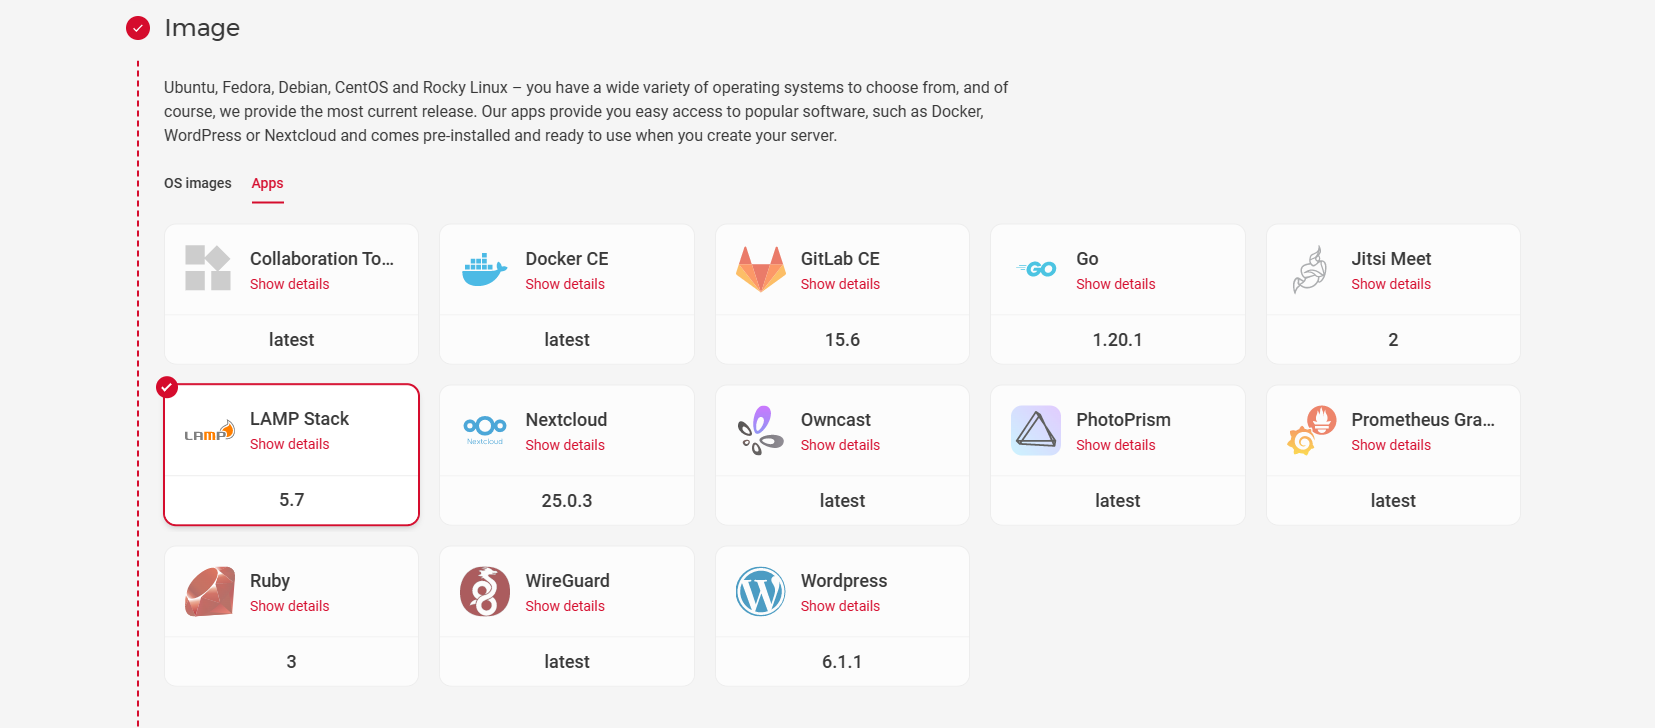 Image
Ubuntu, Fedora, Debian, CentOS and Rocky Linux – you have a wide variety of operating systems to choose from, and of
course, we provide the most current release. Our apps provide you easy access to popular software, such as Docker,
WordPress or Nextcloud and comes pre-installed and ready to use when you create your server.
OS images Apps
Collaboration To...
Show details
latest
Docker CE
Show details
latest
GitLab CE
Show details
15.6
GO
Go
Show details
1.20.1
Jitsi Meet
Show details
2
LAMP
LAMP Stack
Show details
5.7
Nextcloud
Nextcloud
Show details
25.0.3
Owncast
Show details
latest
PhotoPrism
Show details
latest
Prometheus Gra...
Show details
latest
Ruby
Show details
3
WireGuard
Show details
latest
W
Wordpress
Show details
6.1.1